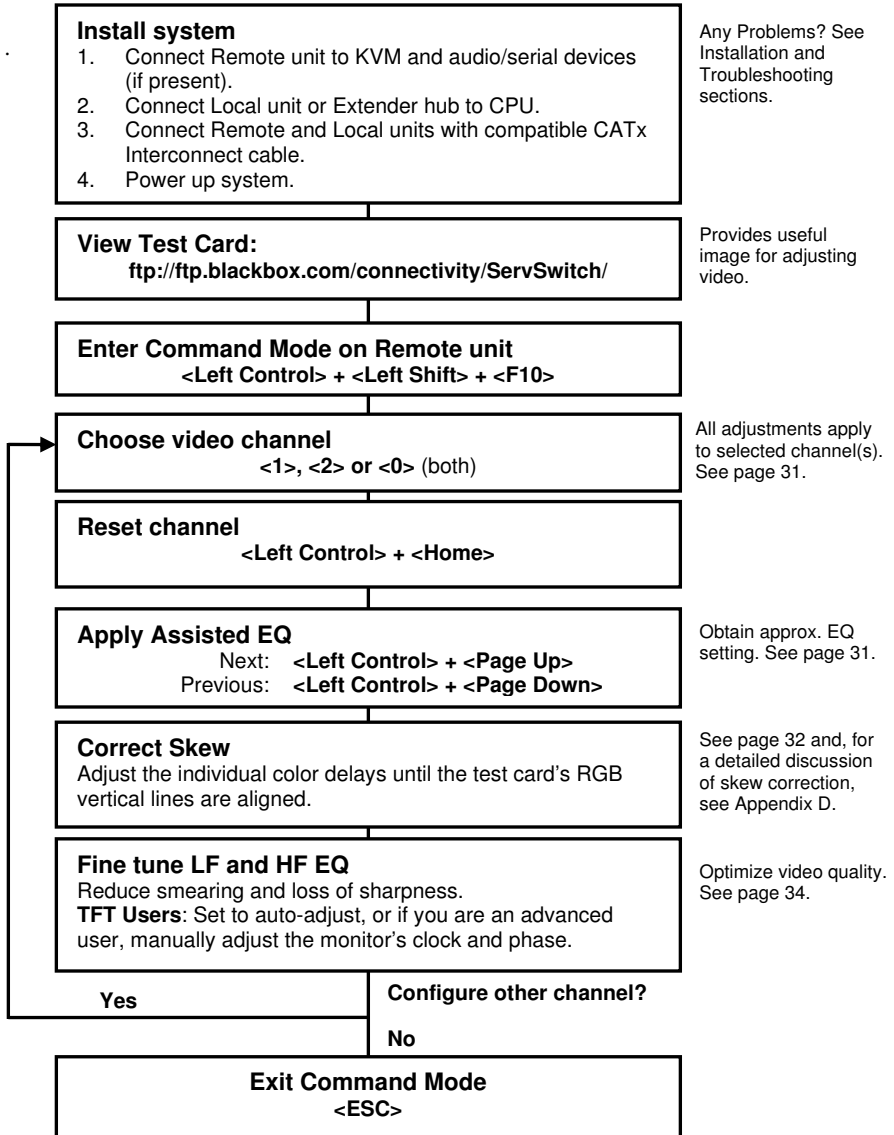 Install system
1. Connect Remote unit to KVM and audio/serial devices
(if present).
2. Connect Local unit or Extender hub to CPU.
3. Connect Remote and Local units with compatible CATx
Interconnect cable.
4. Power up system.
Any Problems? See
Installation and
Troubleshooting
sections.
.
View Test Card:
ftp://ftp.blackbox.com/connectivity/ServSwitch/
Provides useful
image for adjusting
video.
Enter Command Mode on Remote unit
<Left Control> + <Left Shift> + <F10>
Choose video channel
<1>, <2> or <0> (both)
All adjustments apply
to selected channel(s).
See page 31.
Reset channel
<Left Control> + <Home>
Apply Assisted EQ
Next: <Left Control> + <Page Up>
Previous: <Left Control> + <Page Down>
Obtain approx. EQ
setting. See page 31.
Correct Skew
Adjust the individual color delays until the test card's RGB
vertical lines are aligned.
See page 32 and, for
a detailed discussion
of skew correction,
see Appendix D.
Fine tune LF and HF EQ
Reduce smearing and loss of sharpness.
TFT Users: Set to auto-adjust, or if you are an advanced
user, manually adjust the monitor's clock and phase.
Optimize video quality.
See page 34.
Yes
Configure other channel?
No
Exit Command Mode
<ESC>